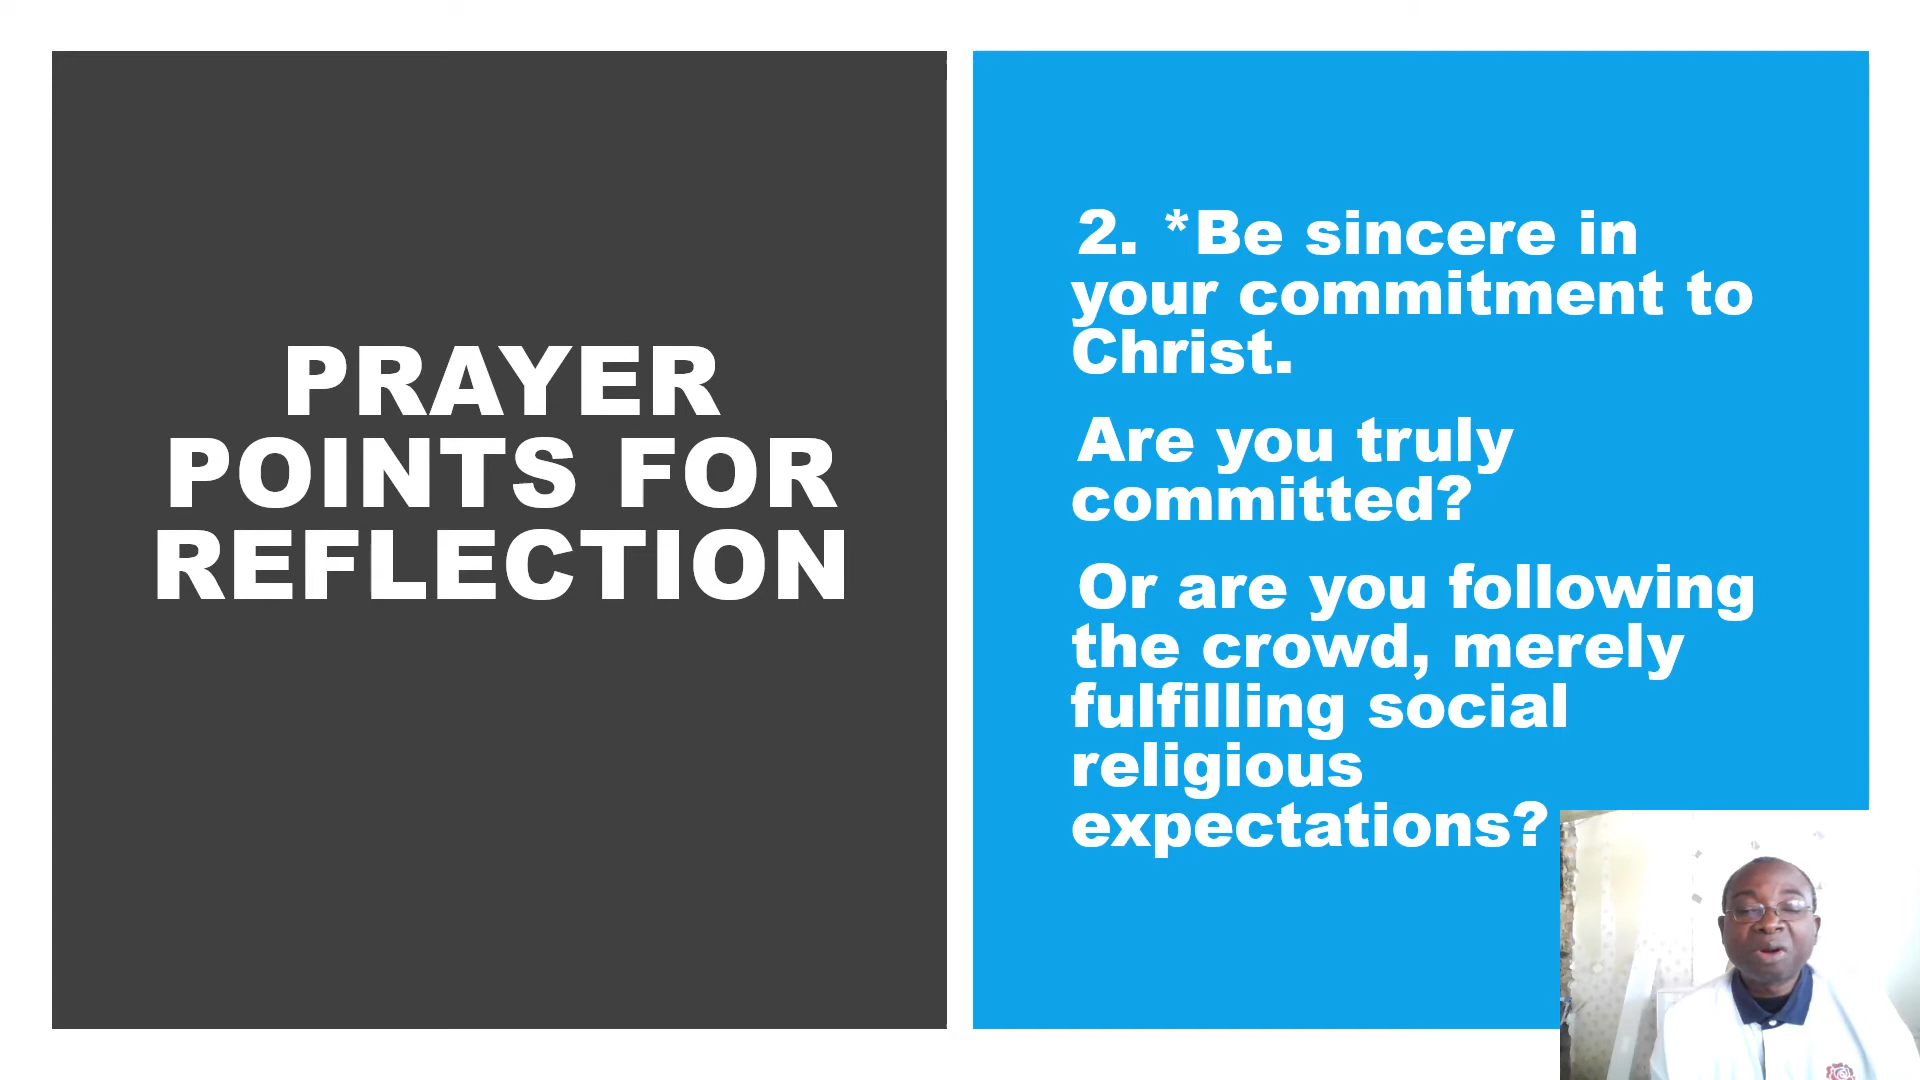 PRAYER
POINTS FOR
REFLECTION
2. *Be sincere in
your commitment to
Christ.
Are you truly
committed?
Or are you following
the crowd, merely
fulfilling social
religious
expectations?